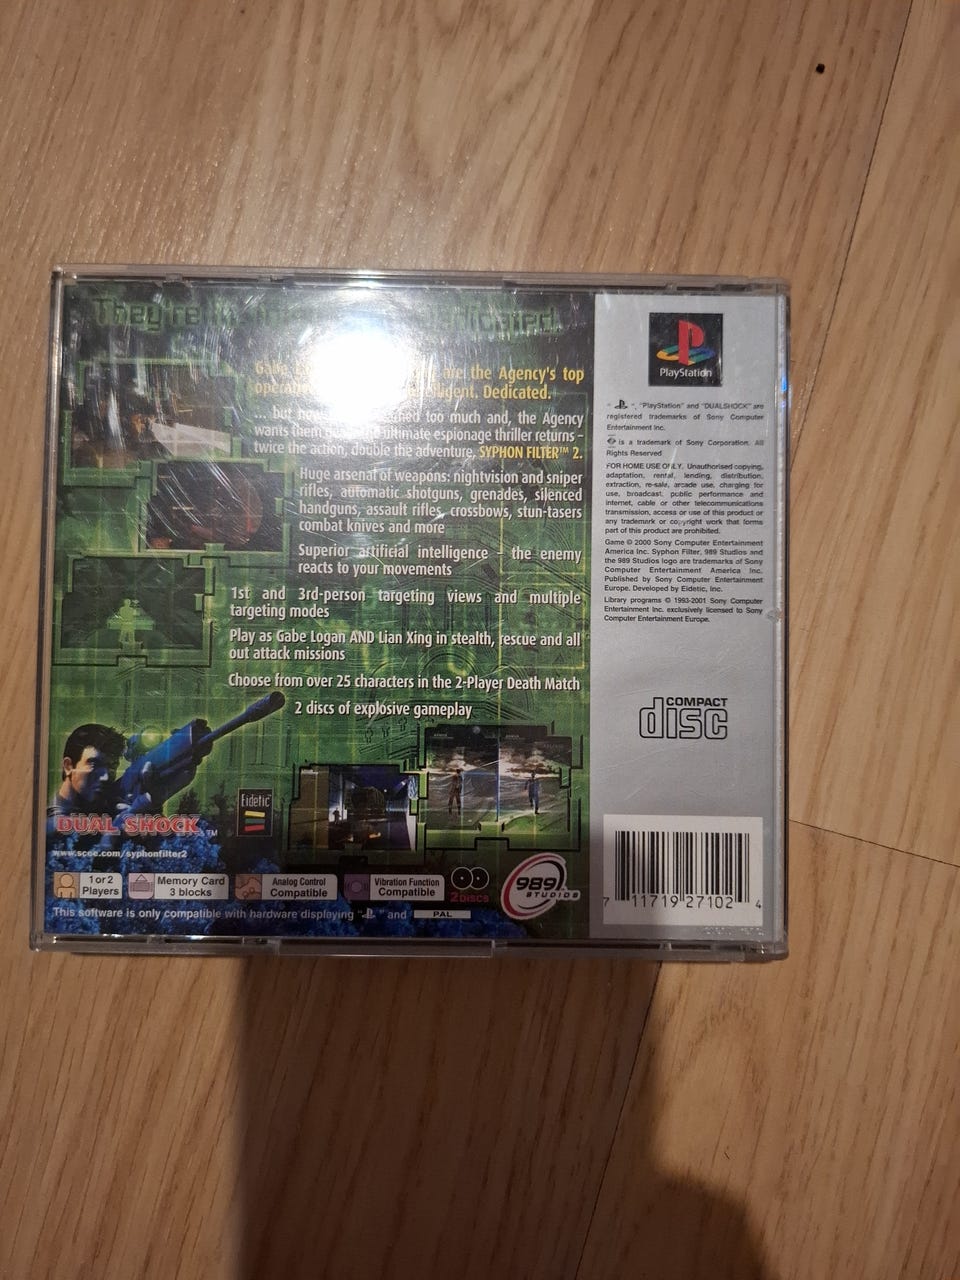 They're
Gabe are the Agency's top
Dedicated.
... but too much and, the Agency
wants them ultimate espionage thriller returns –
twice the action, double the adventure, SYPHON FILTER™ 2.
Huge arsenal of weapons: nightvision and sniper
rifles, automatic shotguns, grenades, silenced
handguns, assault rifles, crossbows, stun-tasers
combat knives and more
Superior artificial intelligence – the enemy
reacts to your movements
1st and 3rd-person targeting views and multiple
targeting modes
Play as Gabe Logan AND Lian Xing in stealth, rescue and all
out attack missions
Choose from over 25 characters in the 2-Player Death Match
2 discs of explosive gameplay
Eidetic
DUAL SHOCK™
www.scee.com/syphonfilter2
1 or 2
Players
Memory Card
3 blocks
Analog Control
Compatible
Vibration Function
Compatible
2 DISCS
989
STUDIOS
This software is only compatible with hardware displaying " " and PAL
PlayStation
" ", "PlayStation" and "DUALSHOCK" are
registered trademarks of Sony Computer
Entertainment Inc.
is a trademark of Sony Corporation. All
Rights Reserved
FOR HOME USE ONLY. Unauthorised copying,
adaptation, rental, lending, distribution,
extraction, re-sale, arcade use, charging for
use, broadcast, public performance and
internet, cable or other telecommunications
transmission, access or use of this product or
any trademark or copyright work that forms
part of this product are prohibited.
Game © 2000 Sony Computer Entertainment
America Inc. Syphon Filter, 989 Studios and
the 989 Studios logo are trademarks of Sony
Computer Entertainment America Inc.
Published by Sony Computer Entertainment
Europe. Developed by Eidetic, Inc.
Library programs © 1993-2001 Sony Computer
Entertainment Inc. exclusively licensed to Sony
Computer Entertainment Europe.
COMPACT
disc
7 11719 27102 4